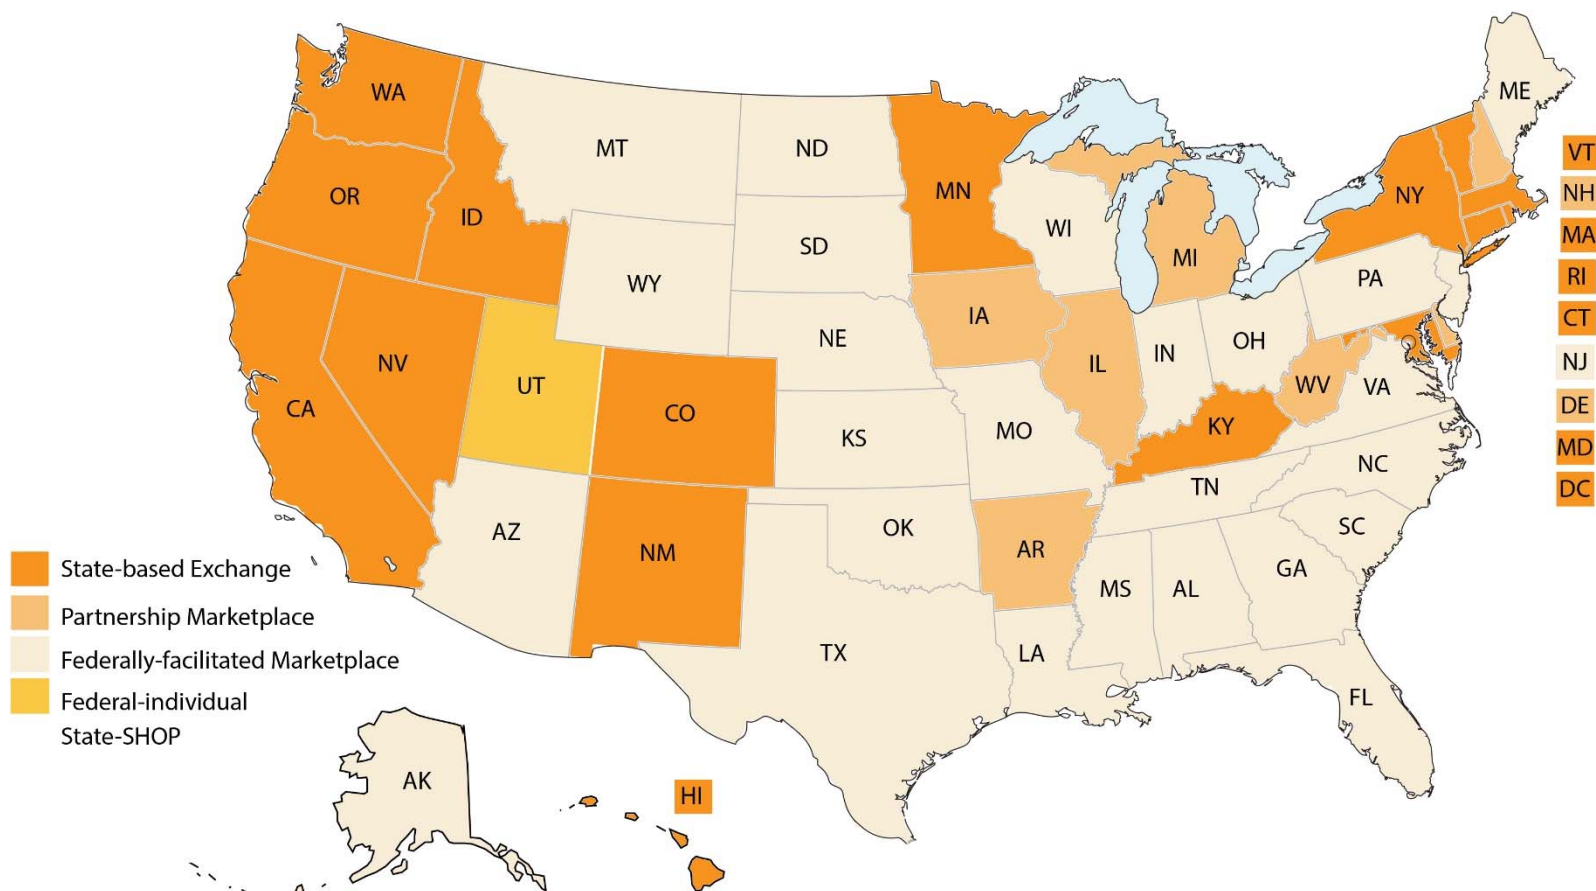 ME
WA
MT
ND
MN
VT
NH
OR
ID
NY
SD
WI
MA
MI
WY
PA
RI
IA
CT
NE
OH
IN
NV
UT
IL
WV
VA
NJ
CA
CO
DE
KS
MO
KY
MD
NC
TN
DC
AZ
OK
SC
NM
AR
GA
State-based Exchange
MS
AL
Partnership Marketplace
TX
LA
Federally-facilitated Marketplace
FL
Federal-individual
State-SHOP
AK
HI